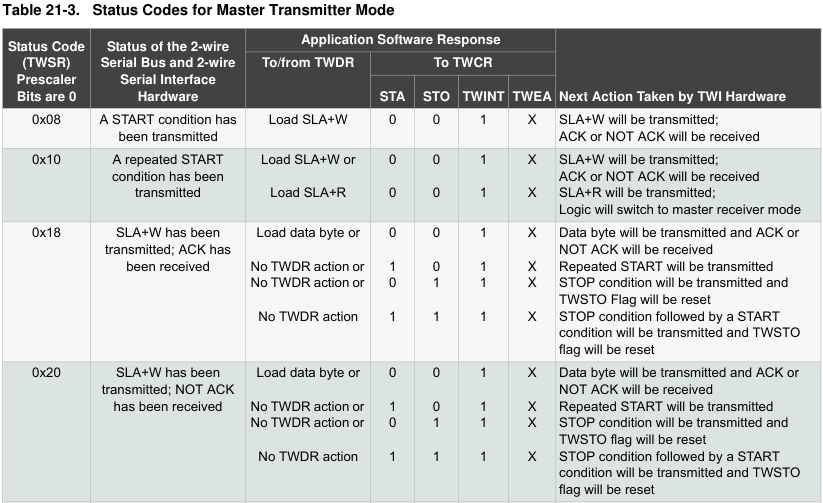 Table 21-3. Status Codes for Master Transmitter Mode
Status Code (TWSR) Prescaler Bits are 0
Status of the 2-wire Serial Bus and 2-wire Serial Interface Hardware
Application Software Response
To/from TWDR
To TWCR
STA STO TWINT TWEA
Next Action Taken by TWI Hardware
0x08
A START condition has
been transmitted
Load SLA+W 0 0 1 X SLA+W will be transmitted;
ACK or NOT ACK will be received
0x10
A repeated START
condition has been
transmitted
Load SLA+W or 0 0 1 X SLA+W will be transmitted;
ACK or NOT ACK will be received
Load SLA+R 0 0 1 X SLA+R will be transmitted;
Logic will switch to master receiver mode
0x18
SLA+W has been
transmitted; ACK has
been received
Load data byte or 0 0 1 X Data byte will be transmitted and ACK or
NOT ACK will be received
No TWDR action or 1 0 1 X Repeated START will be transmitted
No TWDR action or 0 1 1 X STOP condition will be transmitted and
TWSTO Flag will be reset
No TWDR action 1 1 1 X STOP condition followed by a START
condition will be transmitted and TWSTO
flag will be reset
0x20
SLA+W has been
transmitted; NOT ACK
has been received
Load data byte or 0 0 1 X Data byte will be transmitted and ACK or
NOT ACK will be received
No TWDR action or 1 0 1 X Repeated START will be transmitted
No TWDR action or 0 1 1 X STOP condition will be transmitted and
TWSTO flag will be reset
No TWDR action 1 1 1 X STOP condition followed by a START
condition will be transmitted and TWSTO
flag will be reset